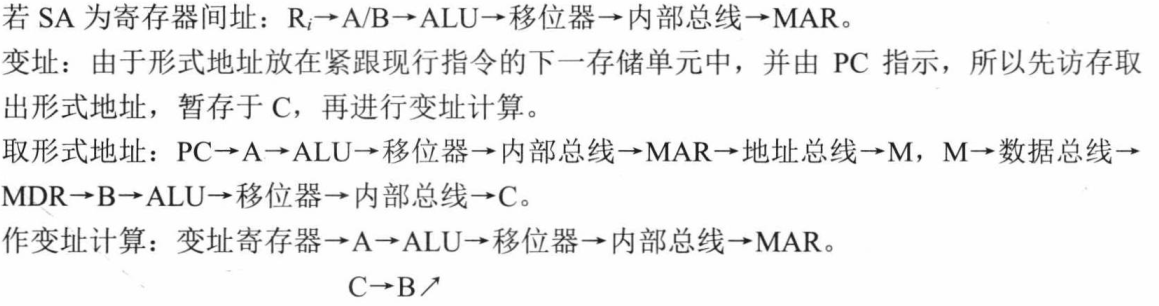 若 SA 为寄存器间址：Rᵢ→A/B→ALU→移位器→内部总线→MAR。
变址：由于形式地址放在紧跟现行指令的下一存储单元中，并由 PC 指示，所以先访存取
出形式地址，暂存于 C，再进行变址计算。
取形式地址：PC→A→ALU→移位器→内部总线→MAR→地址总线→M，M→数据总线→
MDR→B→ALU→移位器→内部总线→C。
作变址计算：变址寄存器→A→ALU→移位器→内部总线→MAR。
C→B↗